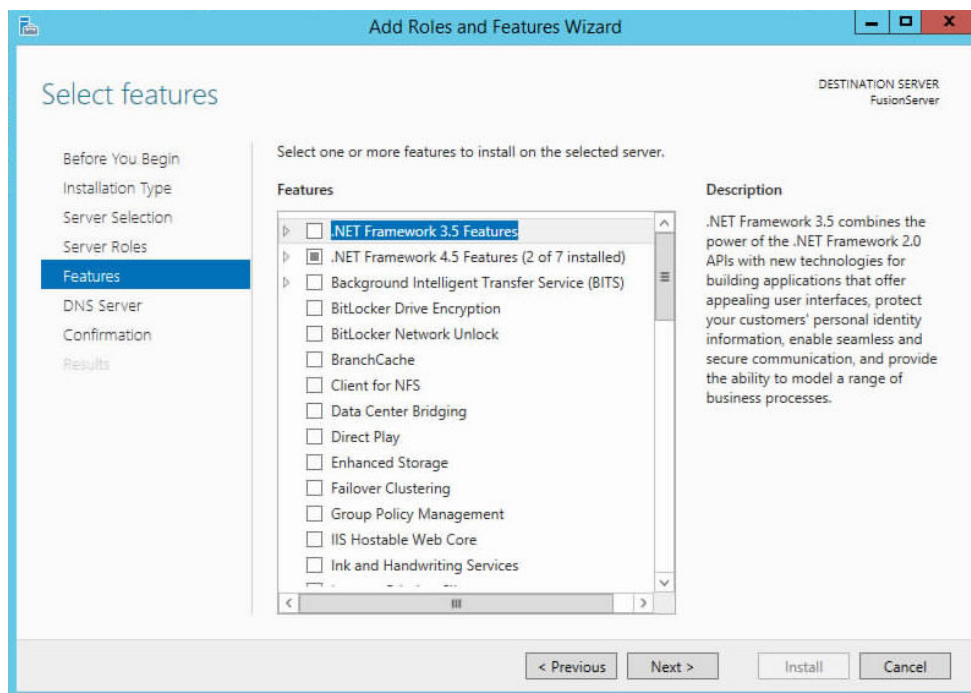 Add Roles and Features Wizard
Select features
DESTINATION SERVER
FusionServer
Before You Begin
Installation Type
Server Selection
Server Roles
Features
DNS Server
Confirmation
Results
Select one or more features to install on the selected server.
Features
.NET Framework 3.5 Features
.NET Framework 4.5 Features (2 of 7 installed)
Background Intelligent Transfer Service (BITS)
BitLocker Drive Encryption
BitLocker Network Unlock
BranchCache
Client for NFS
Data Center Bridging
Direct Play
Enhanced Storage
Failover Clustering
Group Policy Management
IIS Hostable Web Core
Ink and Handwriting Services
Description
.NET Framework 3.5 combines the
power of the .NET Framework 2.0
APIs with new technologies for
building applications that offer
appealing user interfaces, protect
your customers' personal identity
information, enable seamless and
secure communication, and provide
the ability to model a range of
business processes.
< Previous
Next >
Install
Cancel